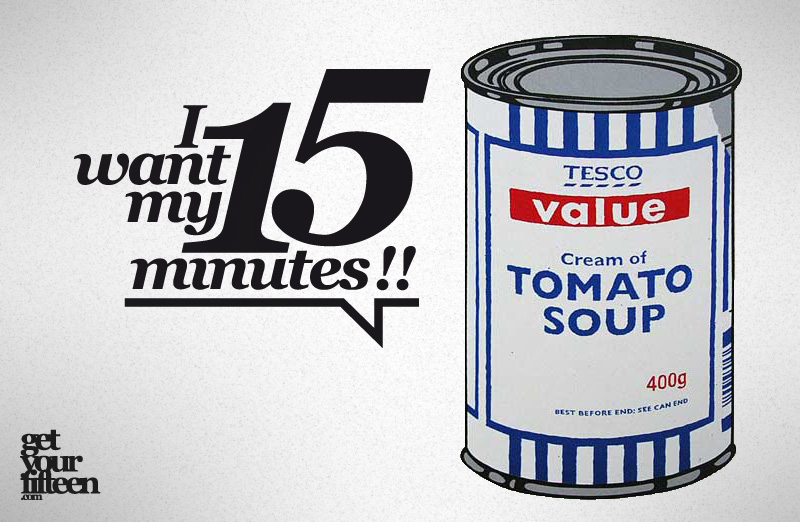 I
want
my
15
minutes!!
TESCO
value
Cream of
TOMATO
SOUP
400g
BEST BEFORE END: SEE CAN END
get
your
fifteen
.com